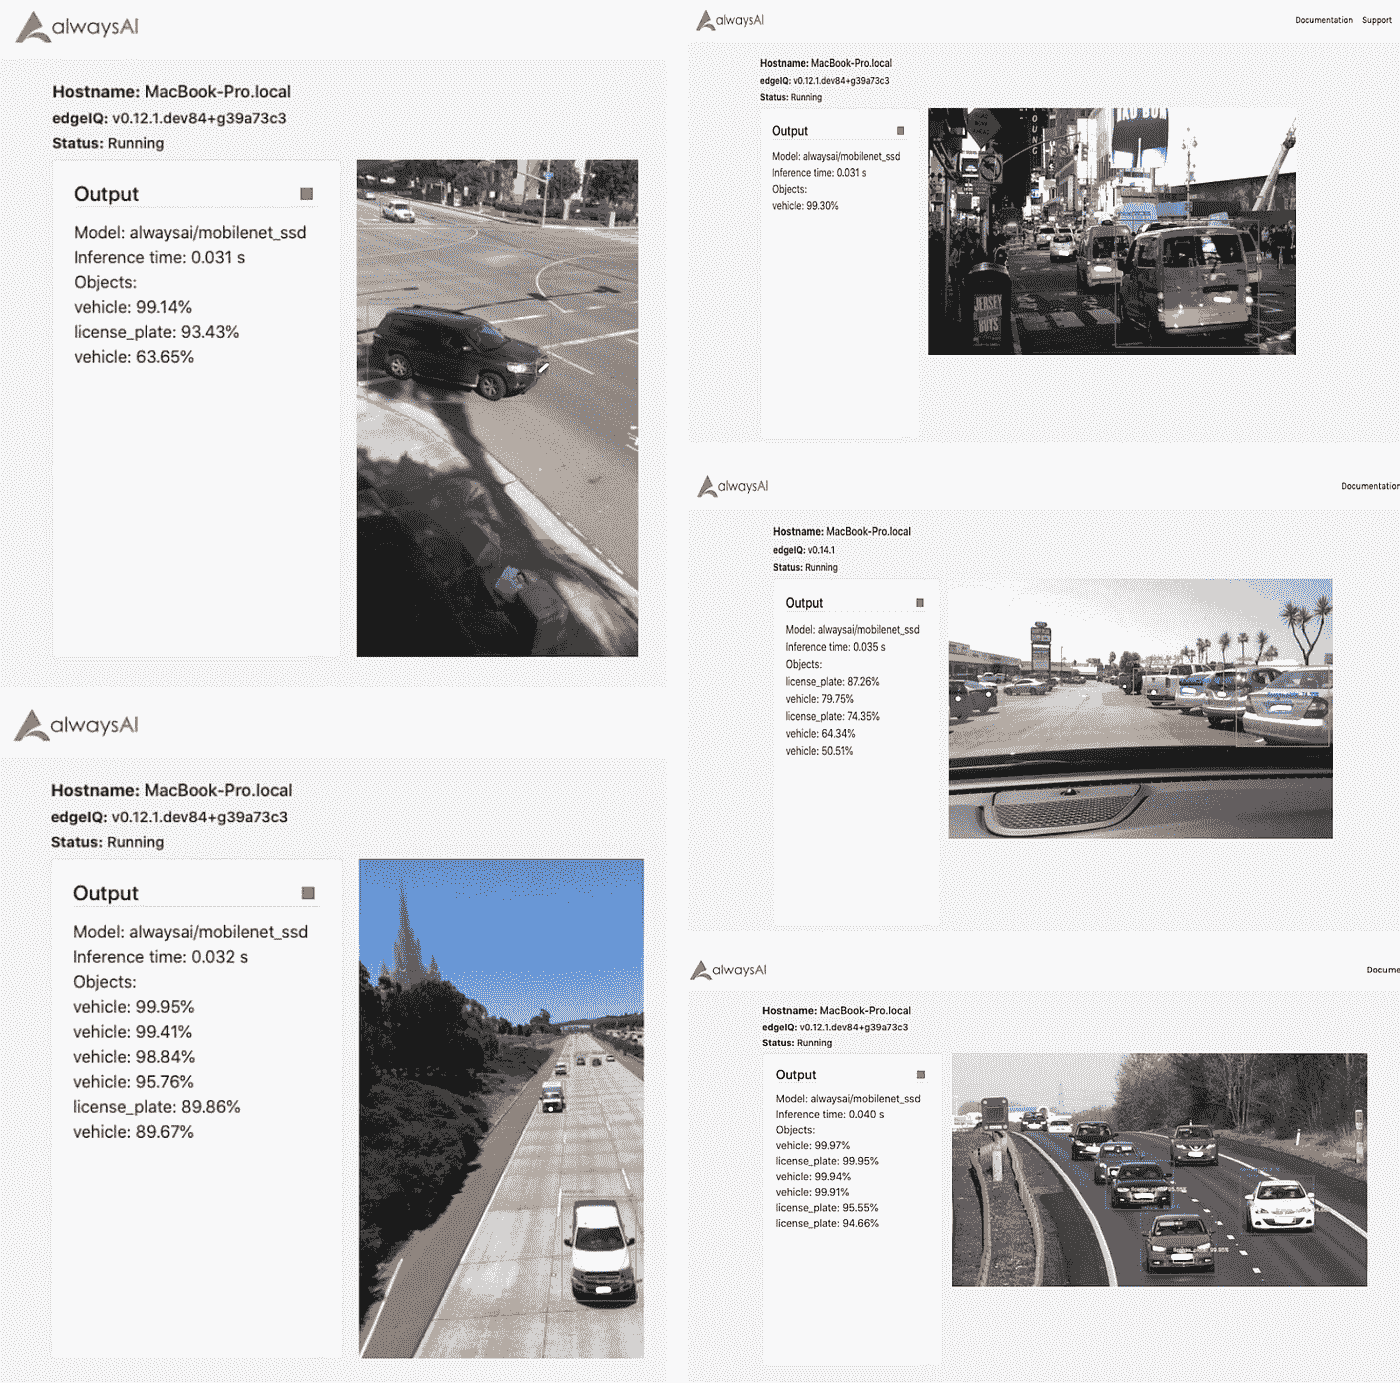 alwaysAI
Hostname: MacBook-Pro.local
edgeIQ: v0.12.1.dev84+g39a73c3
Status: Running
Output
Model: alwaysai/mobilenet_ssd
Inference time: 0.031 s
Objects:
vehicle: 99.14%
license_plate: 93.43%
vehicle: 63.65%
alwaysAI
Hostname: MacBook-Pro.local
edgeIQ: v0.12.1.dev84+g39a73c3
Status: Running
Output
Model: alwaysai/mobilenet_ssd
Inference time: 0.032 s
Objects:
vehicle: 99.95%
vehicle: 99.41%
vehicle: 98.84%
vehicle: 95.76%
license_plate: 89.86%
vehicle: 89.67%
alwaysAI
Documentation Support
Hostname: MacBook-Pro.local
edgeIQ: v0.12.1.dev84+g39a73c3
Status: Running
Output
Model: alwaysai/mobilenet_ssd
Inference time: 0.031 s
Objects:
vehicle: 99.30%
JERSEY
BOYS
alwaysAI
Documentation
Hostname: MacBook-Pro.local
edgeIQ: v0.14.1
Status: Running
Output
Model: alwaysai/mobilenet_ssd
Inference time: 0.035 s
Objects:
license_plate: 87.26%
vehicle: 79.75%
license_plate: 74.35%
vehicle: 64.34%
vehicle: 50.51%
alwaysAI
Docume
Hostname: MacBook-Pro.local
edgeIQ: v0.12.1.dev84+g39a73c3
Status: Running
Output
Model: alwaysai/mobilenet_ssd
Inference time: 0.040 s
Objects:
vehicle: 99.97%
license_plate: 99.95%
vehicle: 99.94%
vehicle: 99.91%
license_plate: 95.55%
license_plate: 94.66%